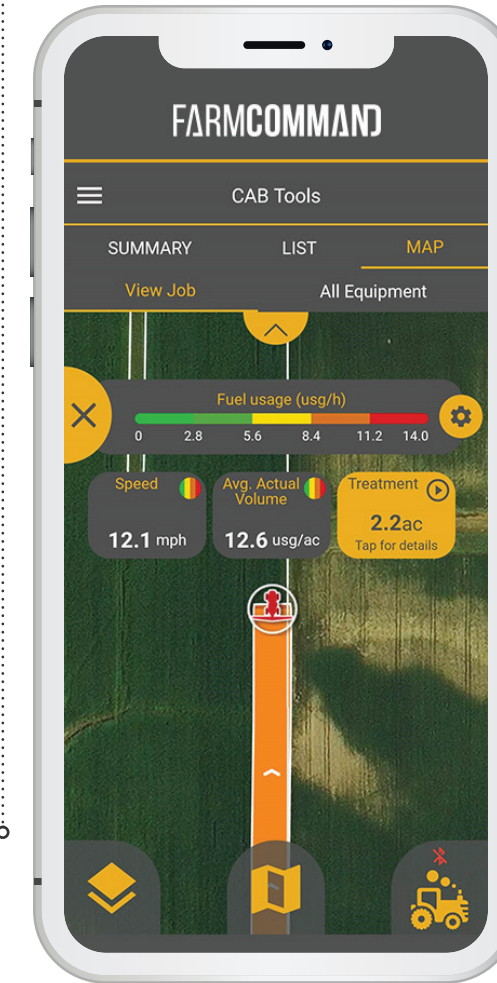 FARMCOMMAND
CAB Tools
SUMMARY LIST MAP
View Job All Equipment
Fuel usage (usg/h)
0 2.8 5.6 8.4 11.2 14.0
Speed
12.1 mph
Avg. Actual
Volume
12.6 usg/ac
Treatment
2.2ac
Tap for details